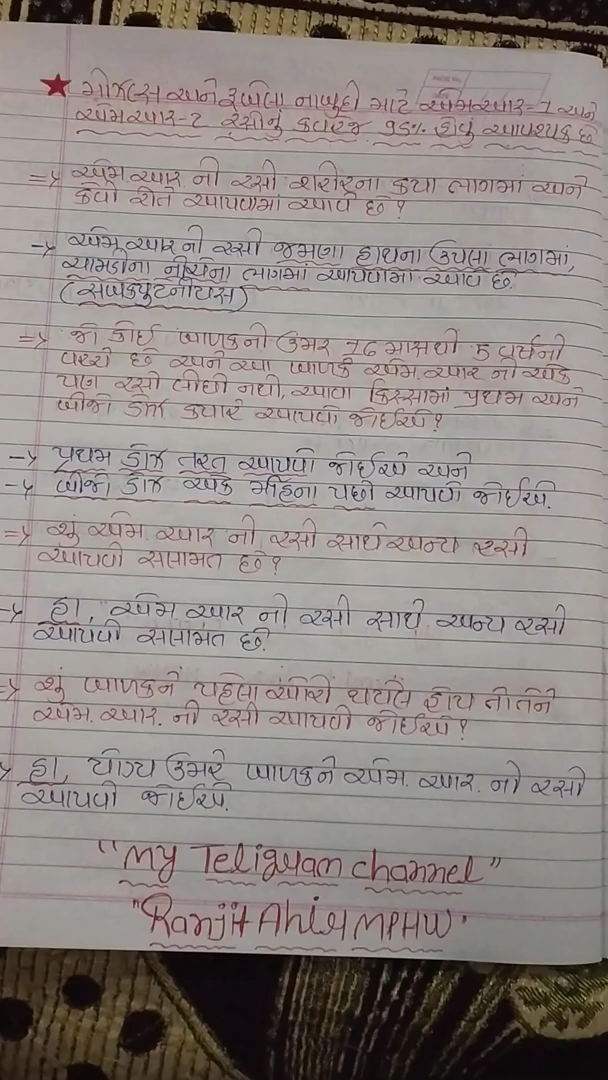 ★ મીઝલ્સ અને રૂબેલા નાબુદી માટે એમઆર-1 અને
એમઆર-2 રસીનું કવરેજ 95% હોવું આવશ્યક છે
=> એમ.આર ની રસી શરીરના કયા ભાગમાં અને
કેવી રીતે આપવામાં આવે છે?
-> એમ.આર ની રસી જમણા હાથના ઉપલા ભાગમાં,
ચામડીના નીચેના ભાગમાં આપવામાં આવે છે.
(સબક્યુટેનીયસ)
=> જો કોઈ બાળકની ઉંમર 16 માસથી 5 વર્ષની
વચ્ચે છે અને આ બાળકે એમ.આર ની એક
પણ રસી લીધી નથી, આવા કિસ્સામાં પ્રથમ અને
બીજો ડોઝ ક્યારે આપવો જોઈએ?
-> પ્રથમ ડોઝ તરત આપવો જોઈએ અને
-> બીજો ડોઝ એક મહિના પછી આપવો જોઈએ.
=> શું એમ.આર ની રસી સાથે અન્ય રસી
આપવી સલામત છે?
-> હા, એમ આર ની રસી સાથે અન્ય રસી
આપવી સલામત છે.
=> શું બાળકને પહેલા ઓરી થયેલ હોય તો તેને
એમ.આર. ની રસી આપવી જોઈએ?
-> હા, યોગ્ય ઉંમરે બાળકને એમ.આર. ની રસી
આપવી જોઈએ.
"My Teligram channel"
"Ranjit Ahir MPHW"